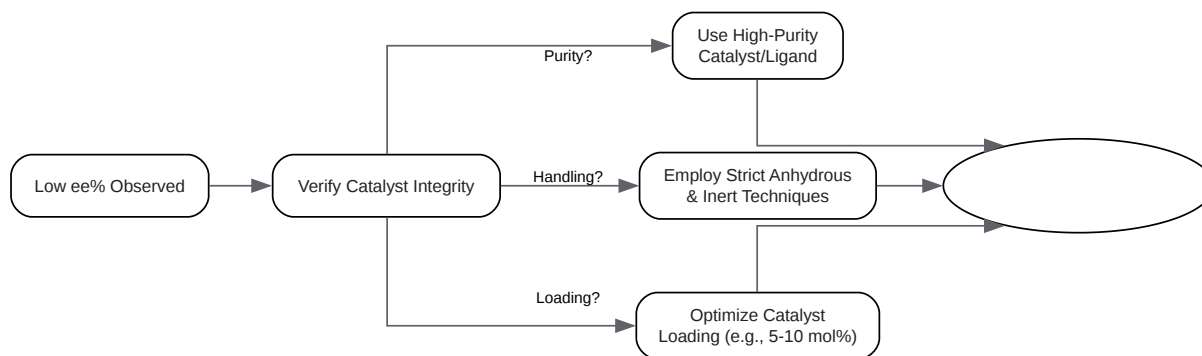 Use High-Purity
Catalyst/Ligand
Purity?
Low ee% Observed
Verify Catalyst Integrity
Handling?
Employ Strict Anhydrous
& Inert Techniques
Loading?
Optimize Catalyst
Loading (e.g., 5-10 mol%)